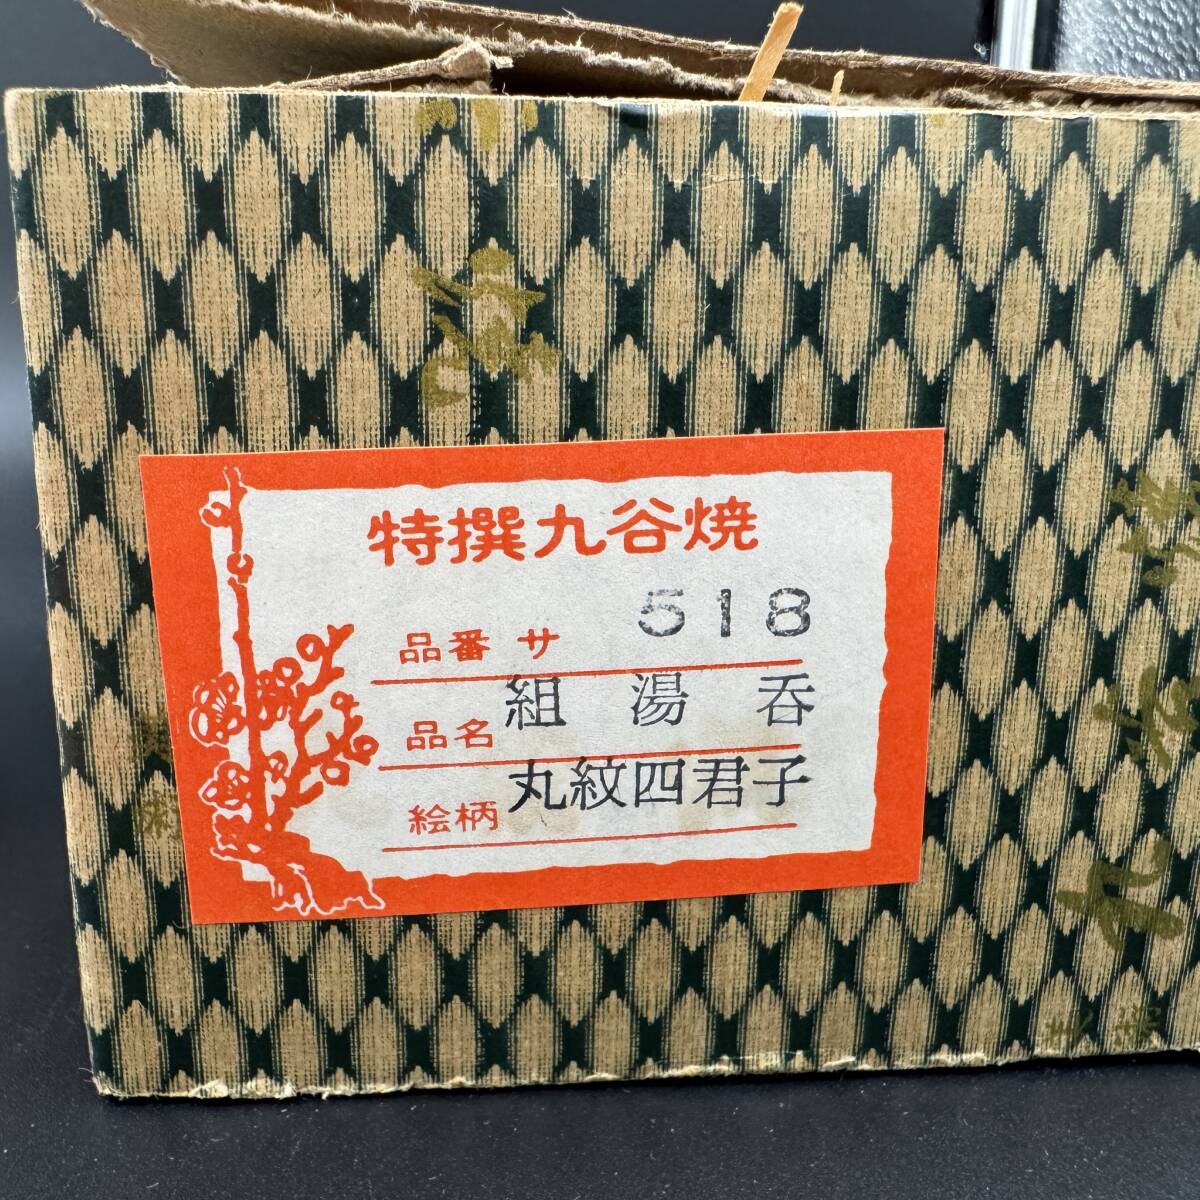 特撰九谷焼
品番 サ 518
品名 組湯呑
絵柄 丸紋四君子